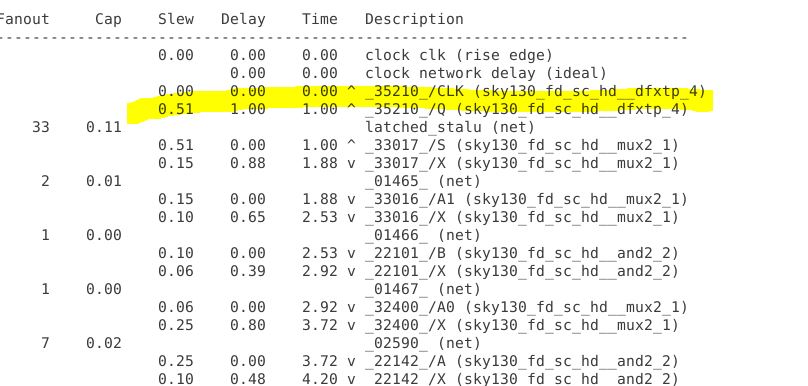 Fanout Cap Slew Delay Time Description
-----------------------------------------------------------------------------
0.00 0.00 0.00 clock clk (rise edge)
0.00 0.00 clock network delay (ideal)
0.00 0.00 0.00 ^ _35210_/CLK (sky130_fd_sc_hd__dfxtp_4)
0.51 1.00 1.00 ^ _35210_/Q (sky130_fd_sc_hd__dfxtp_4)
33 0.11 latched_stalu (net)
0.51 0.00 1.00 ^ _33017_/S (sky130_fd_sc_hd__mux2_1)
0.15 0.88 1.88 v _33017_/X (sky130_fd_sc_hd__mux2_1)
2 0.01 _01465_ (net)
0.15 0.00 1.88 v _33016_/A1 (sky130_fd_sc_hd__mux2_1)
0.10 0.65 2.53 v _33016_/X (sky130_fd_sc_hd__mux2_1)
1 0.00 _01466_ (net)
0.10 0.00 2.53 v _22101_/B (sky130_fd_sc_hd__and2_2)
0.06 0.39 2.92 v _22101_/X (sky130_fd_sc_hd__and2_2)
1 0.00 _01467_ (net)
0.06 0.00 2.92 v _32400_/A0 (sky130_fd_sc_hd__mux2_1)
0.25 0.80 3.72 v _32400_/X (sky130_fd_sc_hd__mux2_1)
7 0.02 _02590_ (net)
0.25 0.00 3.72 v _22142_/A (sky130_fd_sc_hd__and2_2)
0.10 0.48 4.20 v _22142_/X (sky130_fd_sc_hd__and2_2)